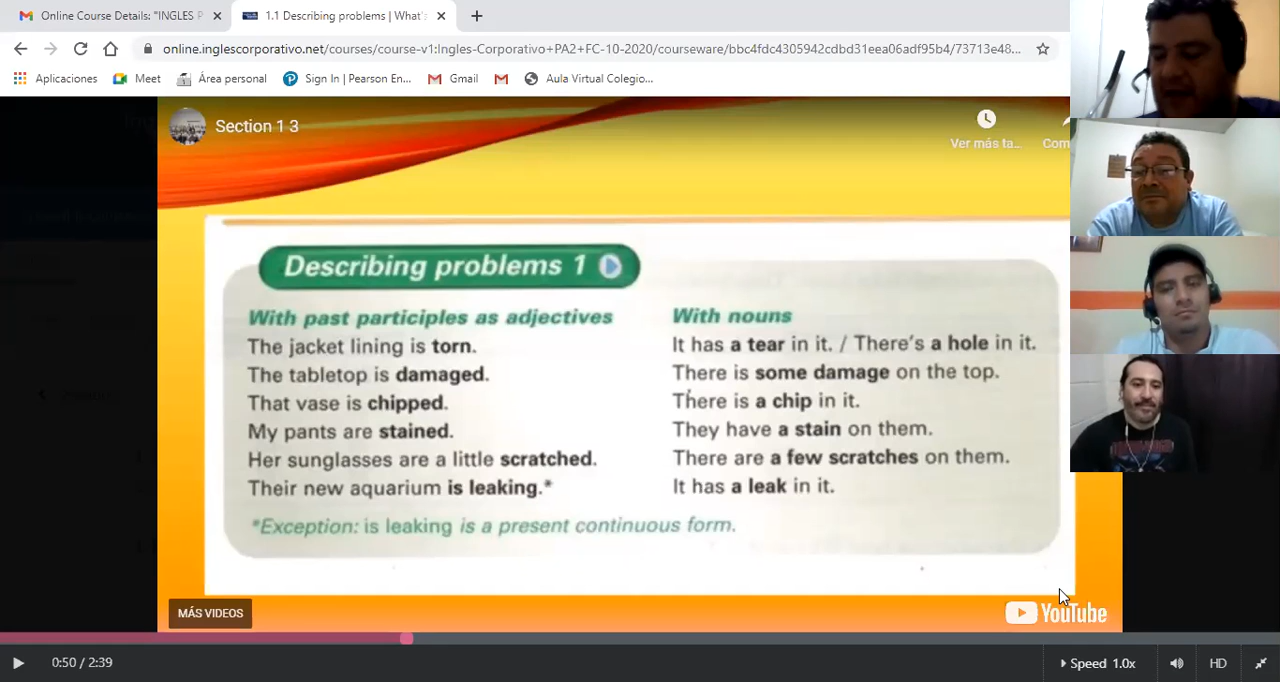 Online Course Details: "INGLES P
1.1 Describing problems | What's
online.inglescorporativo.net/courses/course-v1:Ingles-Corporativo+PA2+FC-10-2020/courseware/bbc4fdc4305942cdbd31eea06adf95b4/73713e48...
Aplicaciones
Meet
Área personal
Sign In | Pearson En...
Gmail
Aula Virtual Colegio...
Section 1 3
Ver más ta...
Com
Describing problems 1
With past participles as adjectives
The jacket lining is torn.
The tabletop is damaged.
That vase is chipped.
My pants are stained.
Her sunglasses are a little scratched.
Their new aquarium is leaking.*
*Exception: is leaking is a present continuous form.
With nouns
It has a tear in it. / There's a hole in it.
There is some damage on the top.
There is a chip in it.
They have a stain on them.
There are a few scratches on them.
It has a leak in it.
MÁS VIDEOS
YouTube
0:50 / 2:39
Speed 1.0x
HD